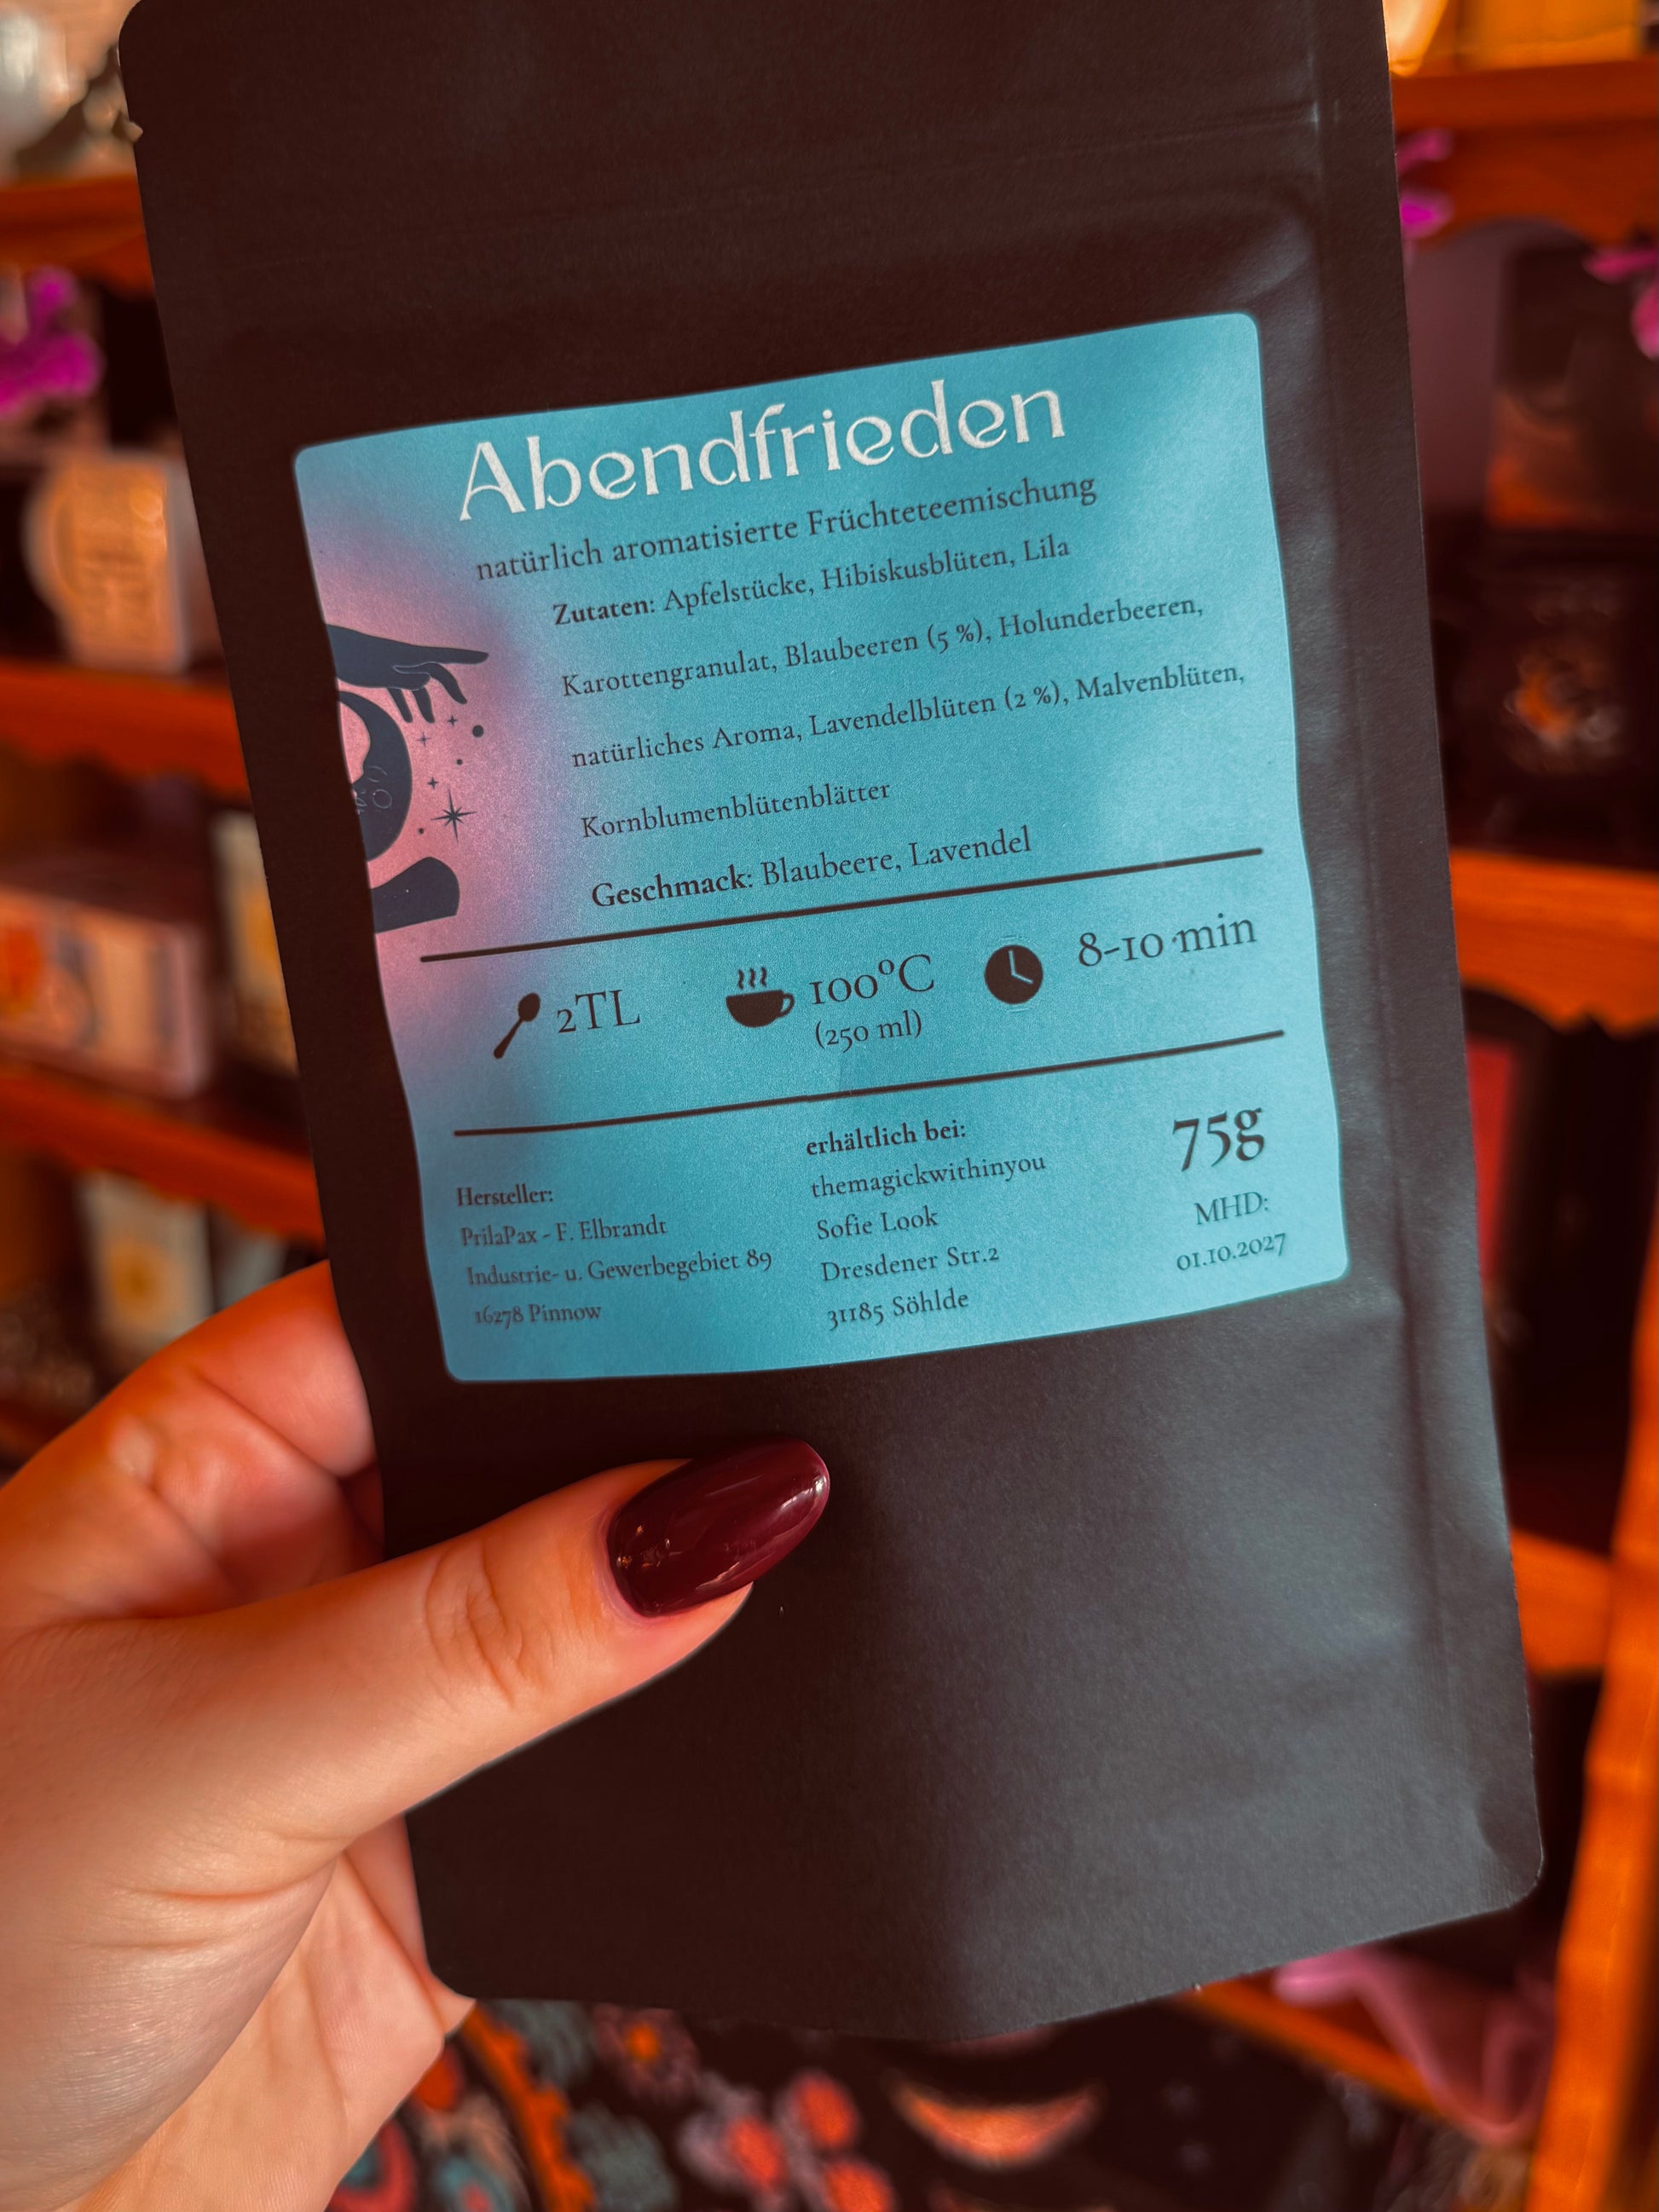 Abendfrieden
natürlich aromatisierte Früchteteemischung
Zutaten: Apfelstücke, Hibiskusblüten, Lila
Karottengranulat, Blaubeeren (5 %), Holunderbeeren,
natürliches Aroma, Lavendelblüten (2 %), Malvenblüten,
Kornblumenblütenblätter
Geschmack: Blaubeere, Lavendel
2TL
100°C
(250 ml)
8-10 min
Hersteller:
PrilaPax - F. Elbrandt
Industrie- u. Gewerbegebiet 89
16278 Pinnow
erhältlich bei:
themagickwithinyou
Sofie Look
Dresdener Str.2
31185 Söhlde
75g
MHD:
01.10.2027